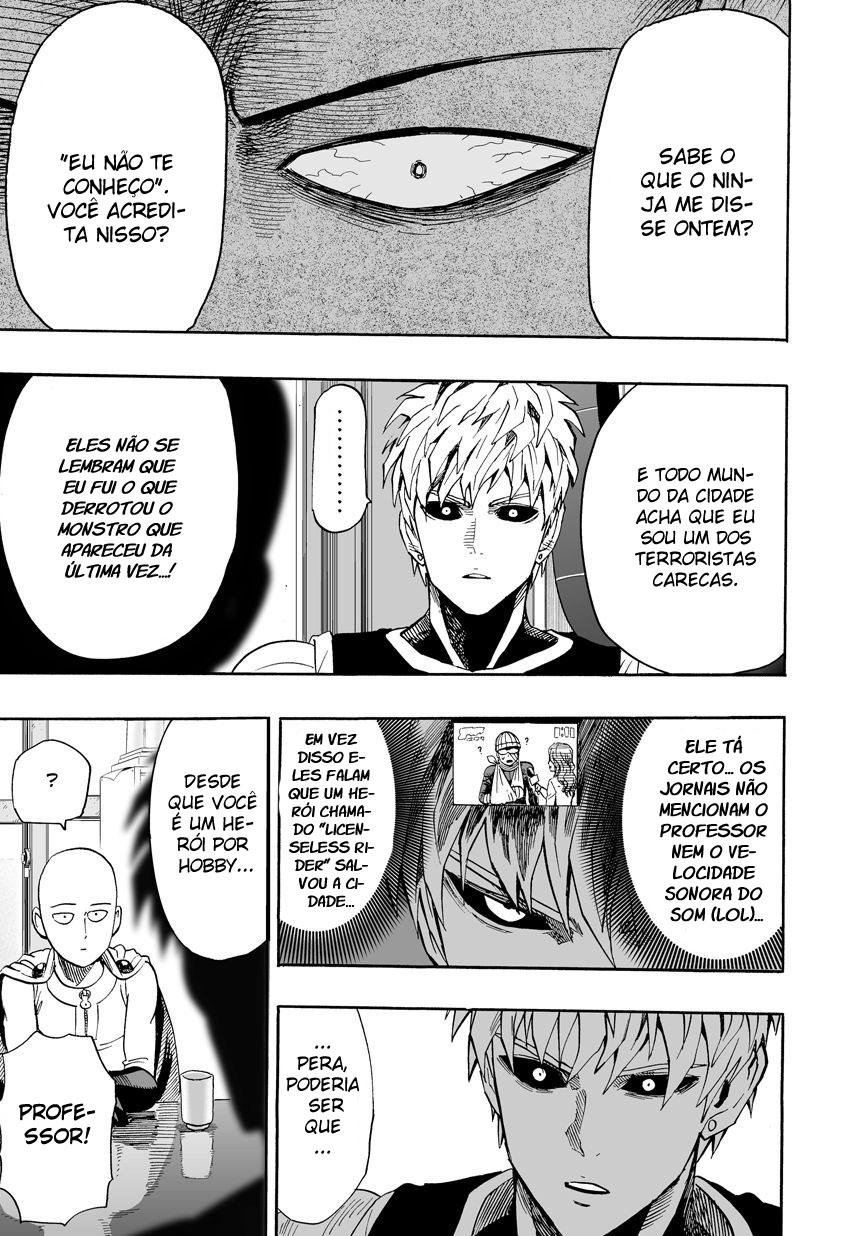 SABE O
QUE O NIN-
JA ME DIS-
SE ONTEM?
"EU NÃO TE
CONHEÇO".
VOCÊ ACREDI-
TA NISSO?
E TODO MUN-
DO DA CIDADE
ACHA QUE EU
SOU UM DOS
TERRORISTAS
CARECAS.
.........
ELES NÃO SE
LEMBRAM QUE
EU FUI O QUE
DERROTOU O
MONSTRO QUE
APARECEU DA
ÚLTIMA VEZ...!
ELE TÁ
CERTO... OS
JORNAIS NÃO
MENCIONAM O
PROFESSOR
NEM O VE-
LOCIDADE
SONORA DO
SOM (LOL)...
?
?
EM VEZ
DISSO E-
LES FALAM
QUE UM HE-
RÓI CHAMA-
DO "LICEN-
SELESS RI-
DER" SAL-
VOU A CI-
DADE...
DESDE
QUE VOCÊ
É UM HE-
RÓI POR
HOBBY...
?
...
PERA,
PODERIA
SER
QUE
...
PROFE-
SSOR!